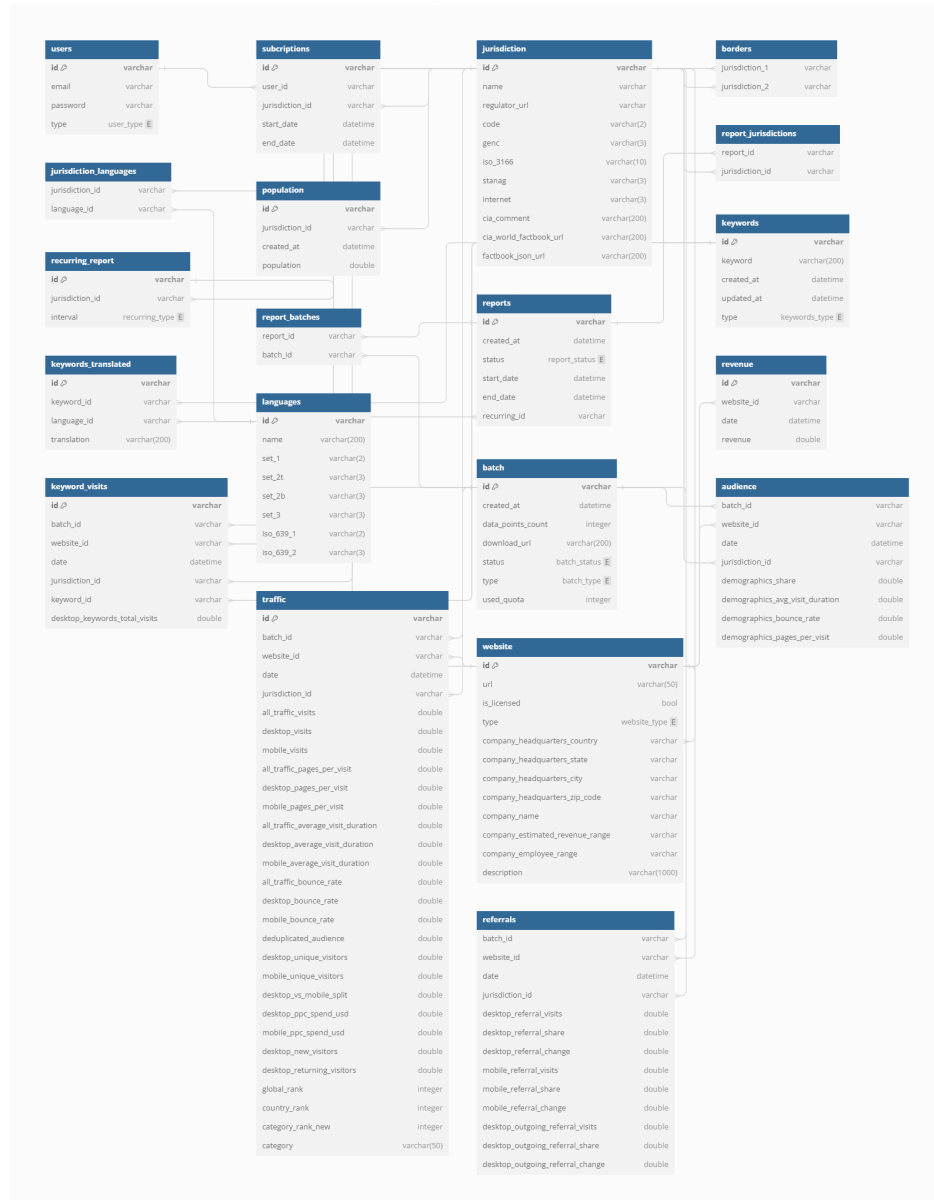 users
id varchar
email varchar
password varchar
type user_type E
jurisdiction_languages
jurisdiction_id varchar
language_id varchar
recurring_report
id varchar
jurisdiction_id varchar
interval recurring_type E
keywords_translated
id varchar
keyword_id varchar
language_id varchar
translation varchar(200)
keyword_visits
id varchar
batch_id varchar
website_id varchar
date datetime
jurisdiction_id varchar
keyword_id varchar
desktop_keywords_total_visits double
subcriptions
id varchar
user_id varchar
jurisdiction_id varchar
start_date datetime
end_date datetime
population
id varchar
jurisdiction_id varchar
created_at datetime
population double
report_batches
report_id varchar
batch_id varchar
languages
id varchar
name varchar(200)
set_1 varchar(2)
set_2t varchar(3)
set_2b varchar(3)
set_3 varchar(3)
iso_639_1 varchar(2)
iso_639_2 varchar(3)
traffic
id varchar
batch_id varchar
website_id varchar
date datetime
jurisdiction_id varchar
all_traffic_visits double
desktop_visits double
mobile_visits double
all_traffic_pages_per_visit double
desktop_pages_per_visit double
mobile_pages_per_visit double
all_traffic_average_visit_duration double
desktop_average_visit_duration double
mobile_average_visit_duration double
all_traffic_bounce_rate double
desktop_bounce_rate double
mobile_bounce_rate double
deduplicated_audience double
desktop_unique_visitors double
mobile_unique_visitors double
desktop_vs_mobile_split double
desktop_ppc_spend_usd double
mobile_ppc_spend_usd double
desktop_new_visitors double
desktop_returning_visitors double
global_rank integer
country_rank integer
category_rank_new integer
category varchar(50)
jurisdiction
id varchar
name varchar
regulator_url varchar
code varchar(2)
genc varchar(3)
iso_3166 varchar(10)
stanag varchar(3)
internet varchar(3)
cia_comment varchar(200)
cia_world_factbook_url varchar(200)
factbook_json_url varchar(200)
reports
id varchar
created_at datetime
status report_status E
start_date datetime
end_date datetime
recurring_id varchar
batch
id varchar
created_at datetime
data_points_count integer
download_url varchar(200)
status batch_status E
type batch_type E
used_quota integer
website
id varchar
url varchar(50)
is_licensed bool
type website_type E
company_headquarters_country varchar
company_headquarters_state varchar
company_headquarters_city varchar
company_headquarters_zip_code varchar
company_name varchar
company_estimated_revenue_range varchar
company_employee_range varchar
description varchar(1000)
referrals
batch_id varchar
website_id varchar
date datetime
jurisdiction_id varchar
desktop_referral_visits double
desktop_referral_share double
desktop_referral_change double
mobile_referral_visits double
mobile_referral_share double
mobile_referral_change double
desktop_outgoing_referral_visits double
desktop_outgoing_referral_share double
desktop_outgoing_referral_change double
borders
jurisdiction_1 varchar
jurisdiction_2 varchar
report_jurisdictions
report_id varchar
jurisdiction_id varchar
keywords
id varchar
keyword varchar(200)
created_at datetime
updated_at datetime
type keywords_type E
revenue
id varchar
website_id varchar
date datetime
revenue double
audience
batch_id varchar
website_id varchar
date datetime
jurisdiction_id varchar
demographics_share double
demographics_avg_visit_duration double
demographics_bounce_rate double
demographics_pages_per_visit double